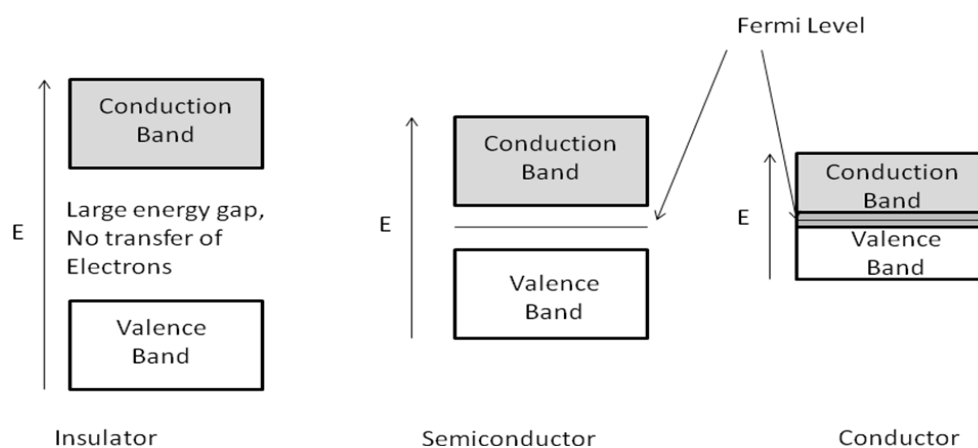 Fermi Level
Conduction
Band
E
Large energy gap,
No transfer of
Electrons
Valence
Band
Insulator
Conduction
Band
E
Valence
Band
Semiconductor
Conduction
Band
E
Valence
Band
Conductor